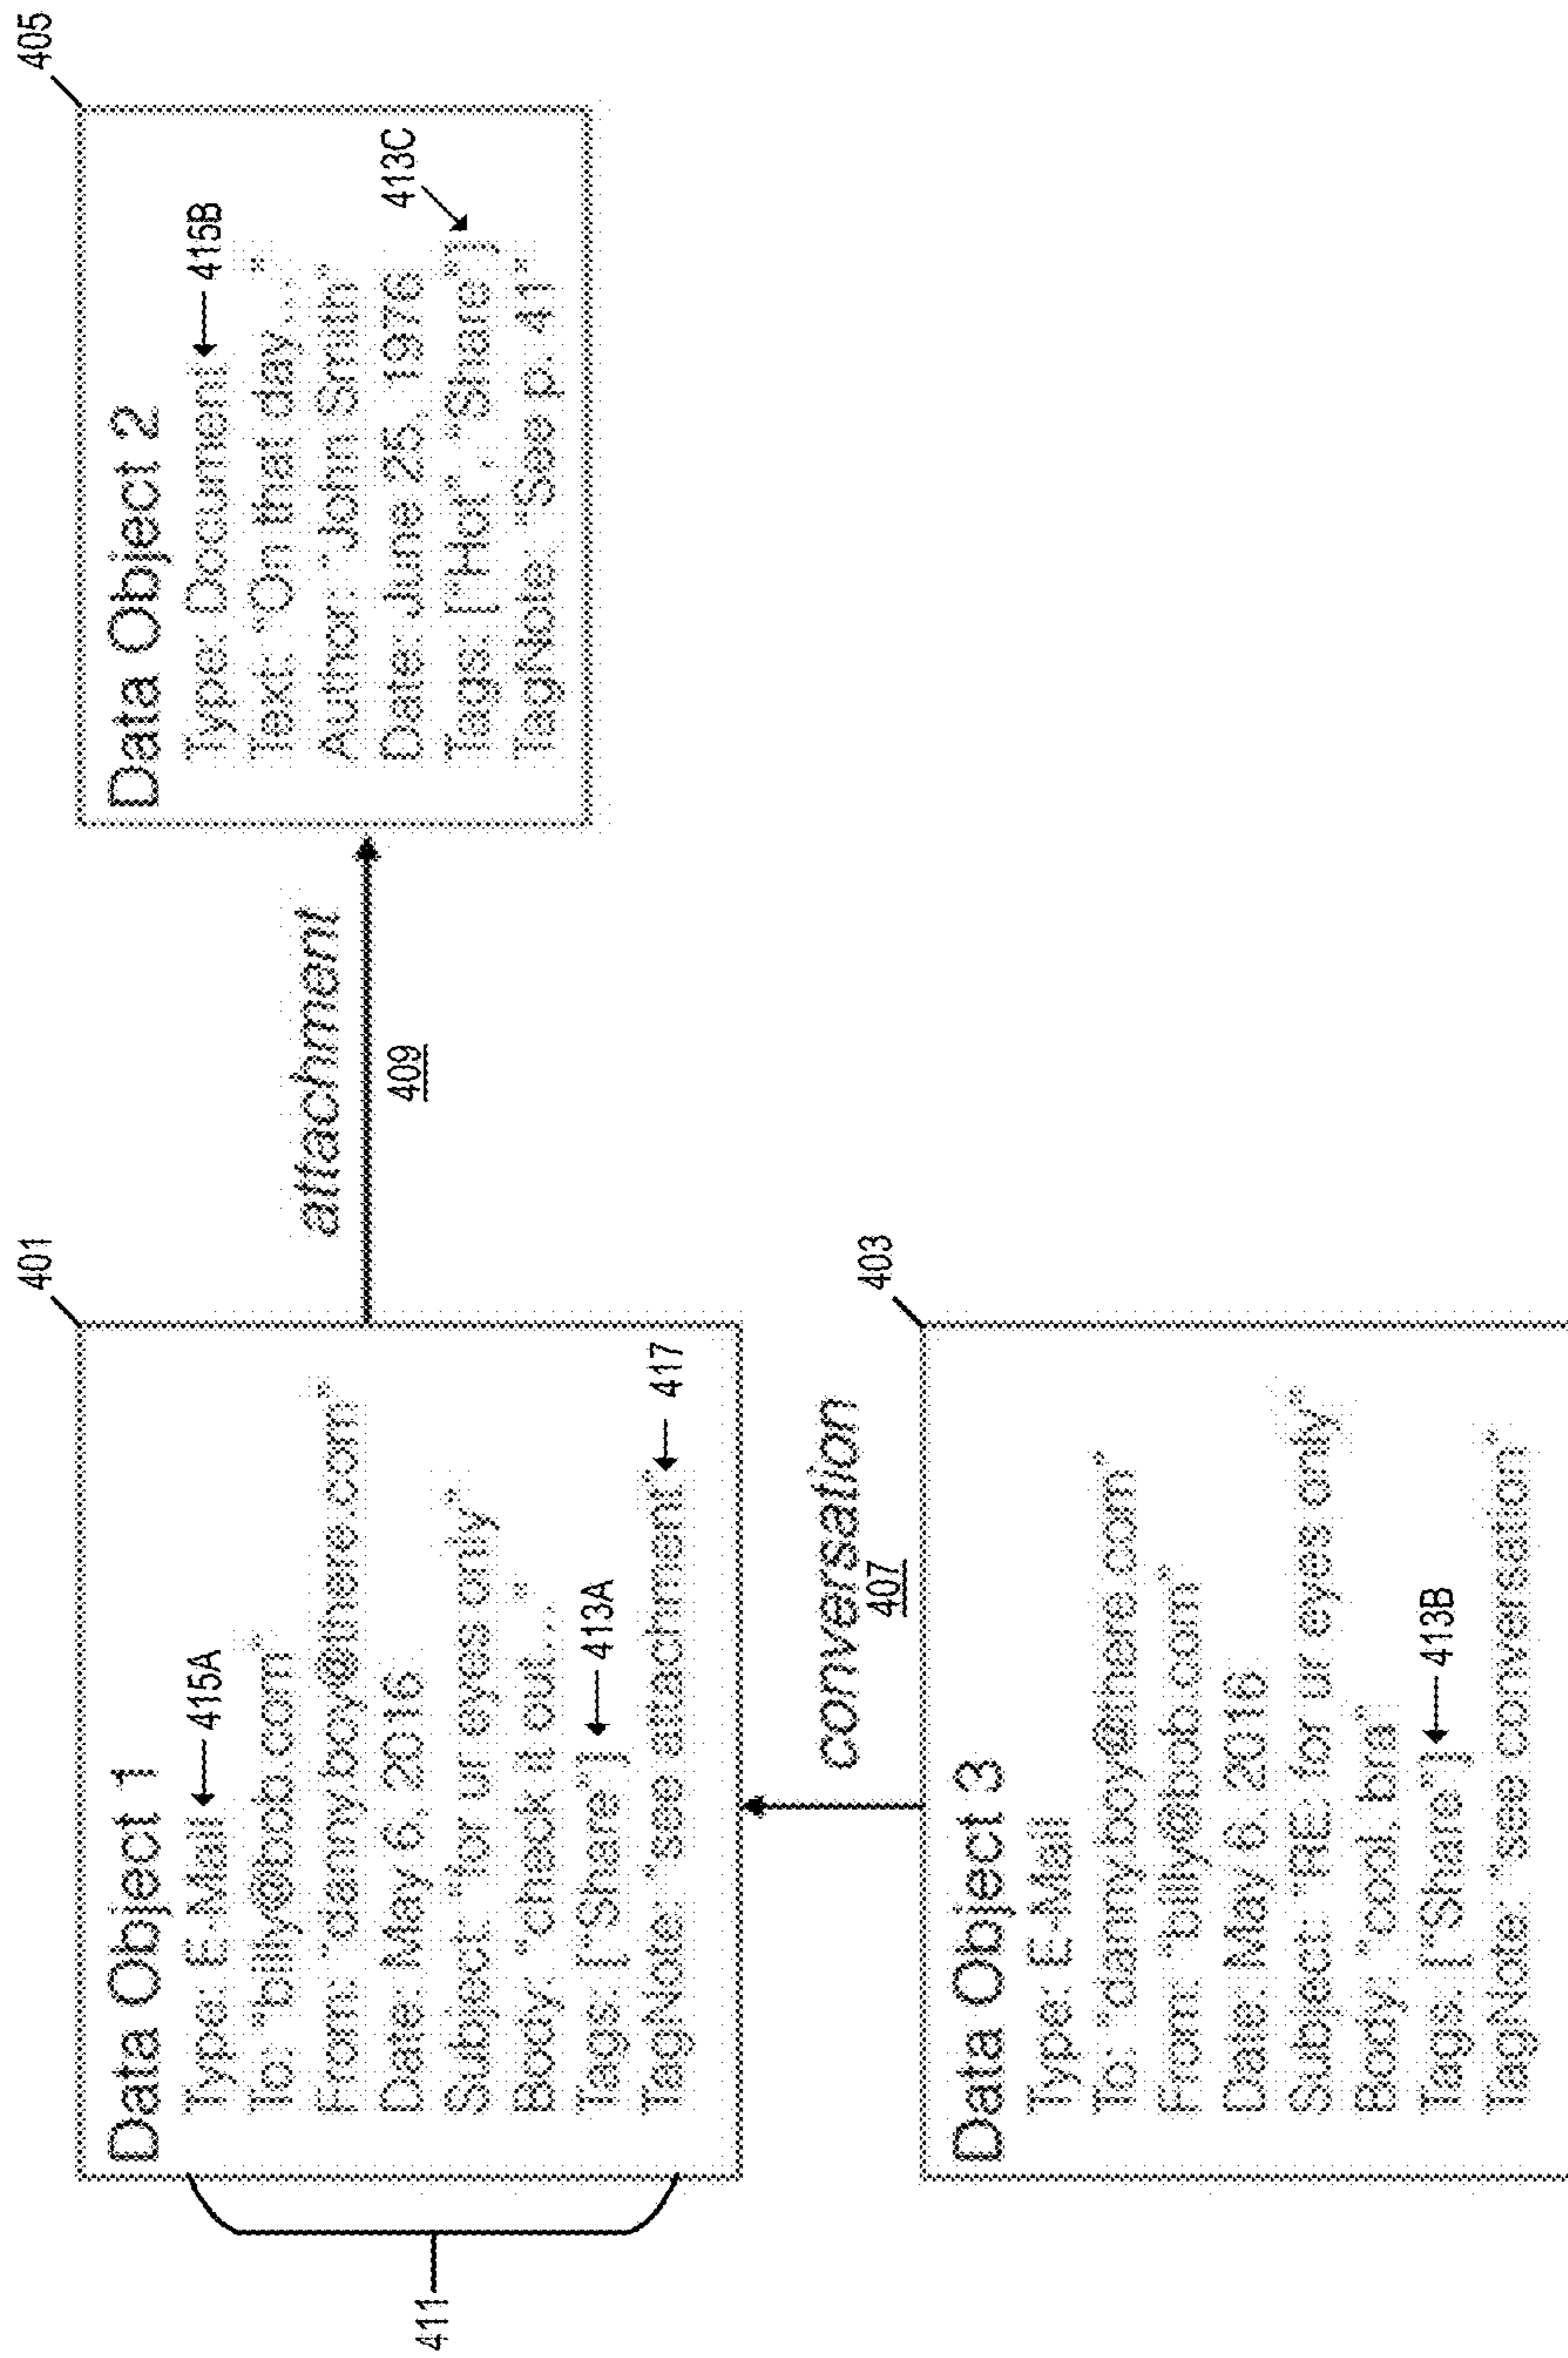 401
Data Object 1
Type: E-Mail
415A
To: "billy@bob.com"
From: "danny.boy@there.com"
Date: May 6, 2016
Subject: "for ur eyes only"
Body: "check it out..."
Tags: ["Share"]
413A
TagNote: "see attachment"
417
411
attachment
409
405
Data Object 2
Type: Document
415B
Text: "On that day...."
Author: "John Smith"
Date: June 25, 1976
413C
Tags: ["Hot", "Share"]
TagNote: "See p. 41"
conversation
407
403
Data Object 3
Type: E-Mail
To: "danny.boy@there.com"
From: "billy@bob.com"
Date: May 6, 2016
Subject: "RE: for ur eyes only"
Body: "cool, bra"
Tags: ["Share"]
413B
TagNote: "see conversation"